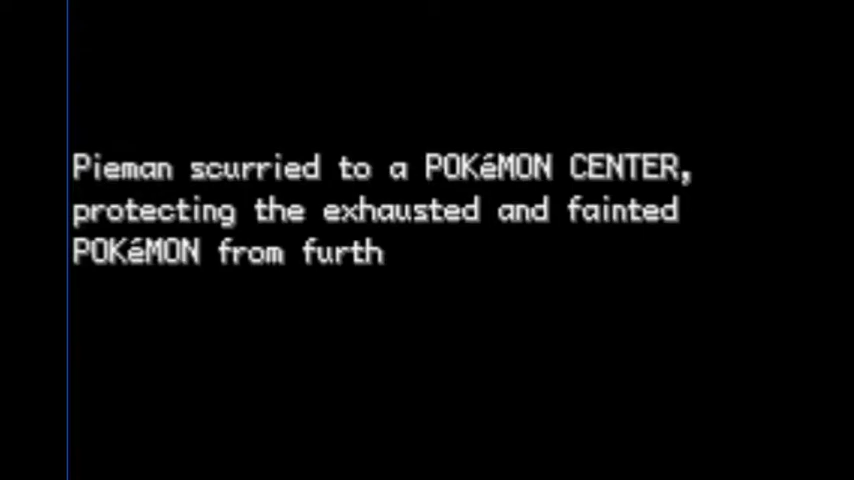 Pieman scurried to a POKéMON CENTER,
protecting the exhausted and fainted
POKéMON from furth